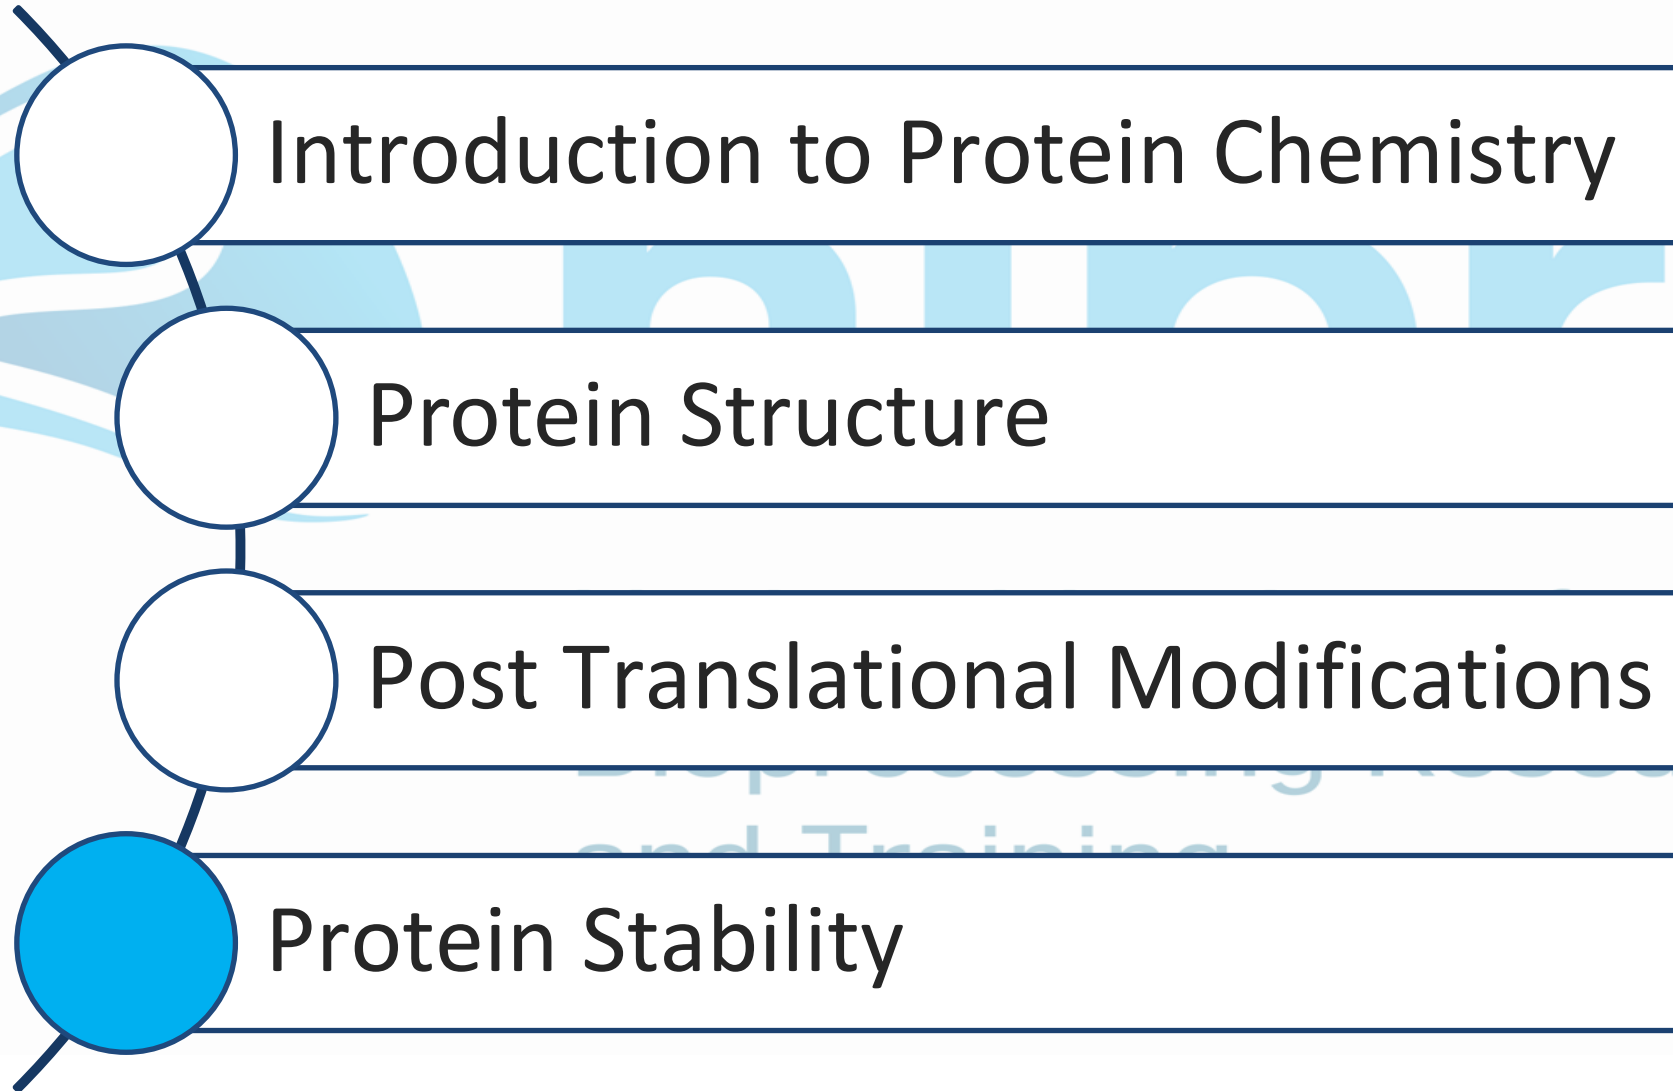 Introduction to Protein Chemistry
Protein Structure
Post Translational Modifications
Protein Stability